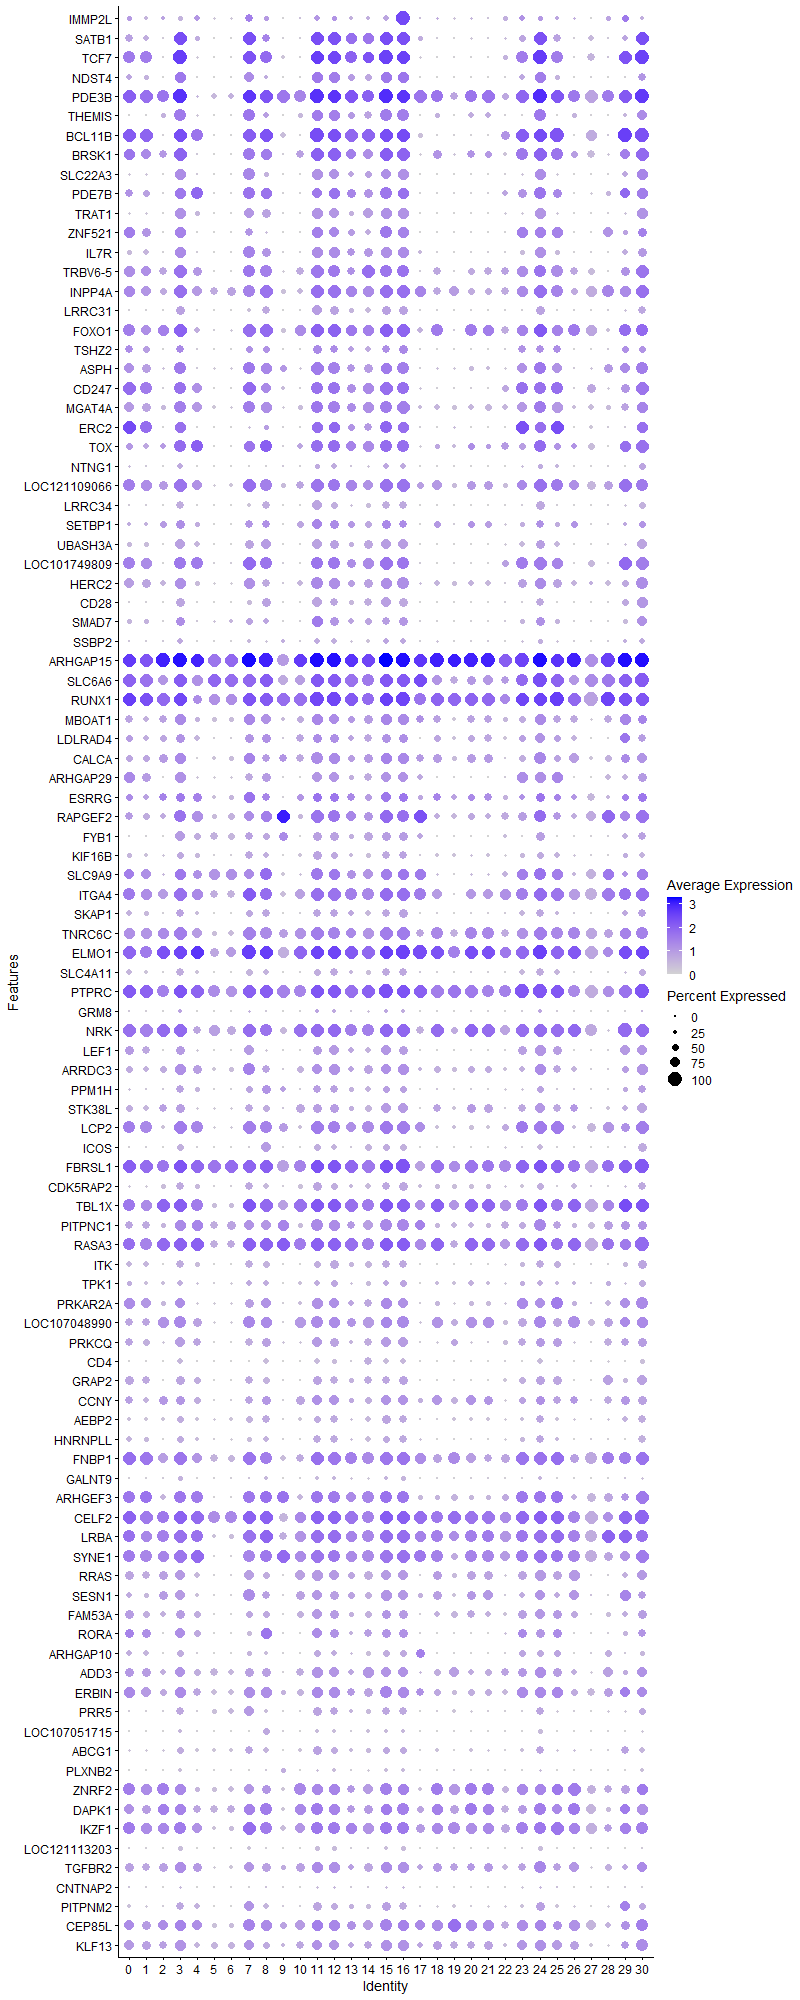 IMMP2L
SATB1
TCF7
NDST4
PDE3B
THEMIS
BCL11B
BRSK1
SLC22A3
PDE7B
TRAT1
ZNF521
IL7R
TRBV6-5
INPP4A
LRRC31
FOXO1
TSHZ2
ASPH
CD247
MGAT4A
ERC2
TOX
NTNG1
LOC121109066
LRRC34
SETBP1
UBASH3A
LOC101749809
HERC2
CD28
SMAD7
SSBP2
ARHGAP15
SLC6A6
RUNX1
MBOAT1
LDLRAD4
CALCA
ARHGAP29
ESRRG
RAPGEF2
FYB1
KIF16B
SLC9A9
ITGA4
SKAP1
TNRC6C
ELMO1
SLC4A11
PTPRC
GRM8
NRK
LEF1
ARRDC3
PPM1H
STK38L
LCP2
ICOS
FBRSL1
CDK5RAP2
TBL1X
PITPNC1
RASA3
ITK
TPK1
PRKAR2A
LOC107048990
PRKCQ
CD4
GRAP2
CCNY
AEBP2
HNRNPLL
FNBP1
GALNT9
ARHGEF3
CELF2
LRBA
SYNE1
RRAS
SESN1
FAM53A
RORA
ARHGAP10
ADD3
ERBIN
PRR5
LOC107051715
ABCG1
PLXNB2
ZNRF2
DAPK1
IKZF1
LOC121113203
TGFBR2
CNTNAP2
PITPNM2
CEP85L
KLF13
Features
0 1 2 3 4 5 6 7 8 9 10 11 12 13 14 15 16 17 18 19 20 21 22 23 24 25 26 27 28 29 30
Identity
Average Expression
3
2
1
0
Percent Expressed
0
25
50
75
100